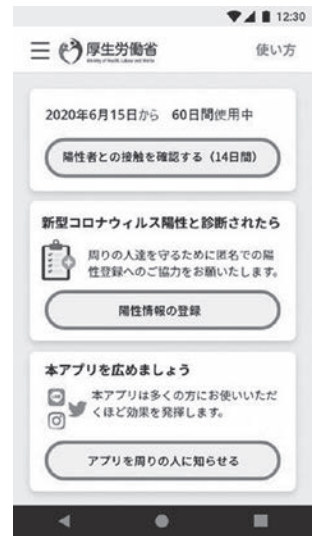 12:30
厚生労働省
Ministry of Health, Labour and Welfare
使い方
2020年6月15日から 60日間使用中
陽性者との接触を確認する（14日間）
新型コロナウィルス陽性と診断されたら
周りの人達を守るために匿名での陽
性登録へのご協力をお願いいたします。
陽性情報の登録
本アプリを広めましょう
本アプリは多くの方にお使いいただ
くほど効果を発揮します。
アプリを周りの人に知らせる